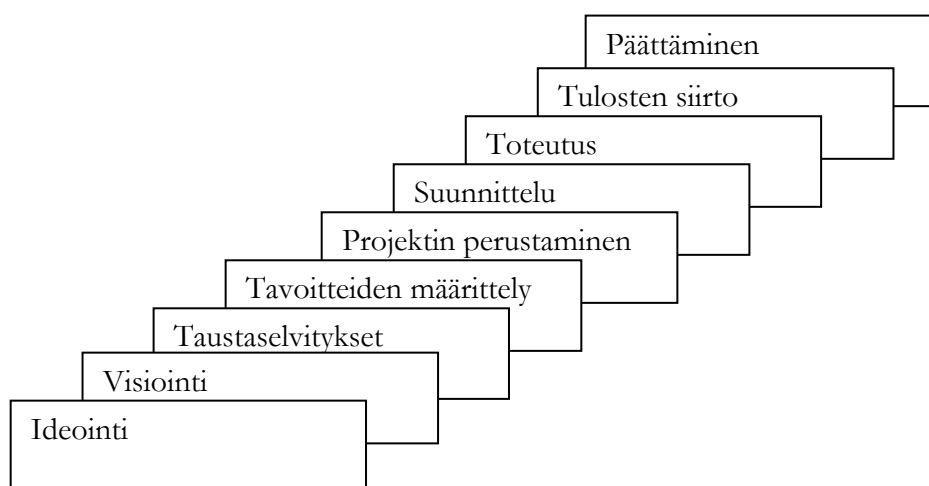 Päättäminen
Tulosten siirto
Toteutus
Suunnittelu
Projektin perustaminen
Tavoitteiden määrittely
Taustaselvitykset
Visiointi
Ideointi